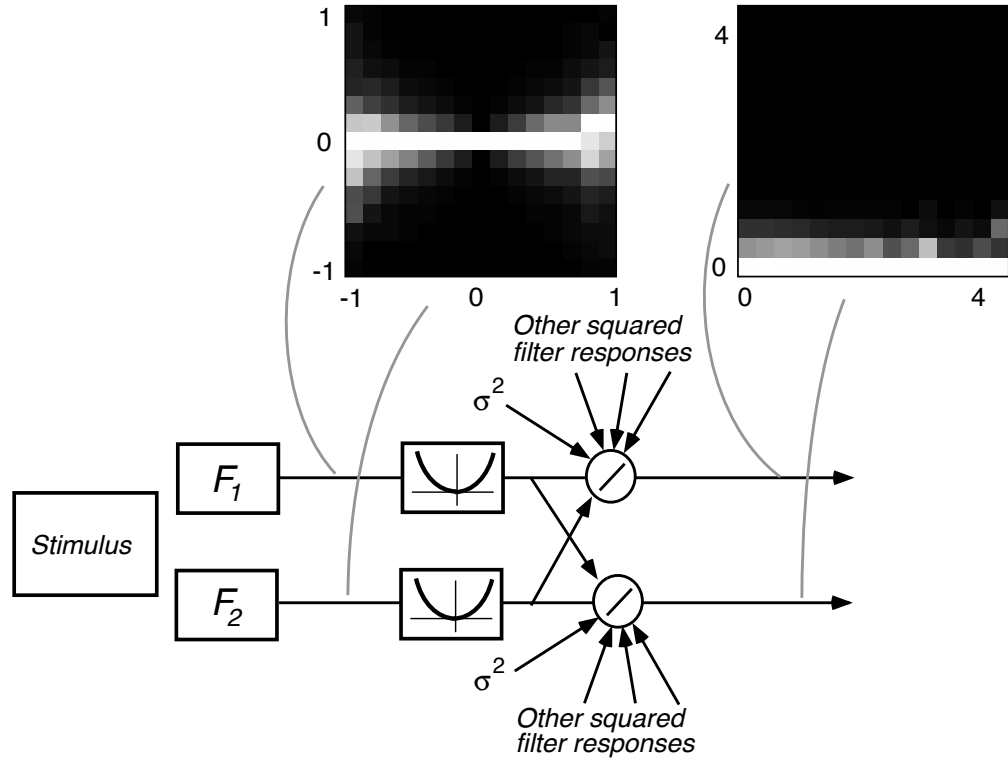 1
0
-1
-1 0 1
4
0
0 4
Other squared
filter responses
σ²
F₁
Stimulus
F₂
σ²
Other squared
filter responses